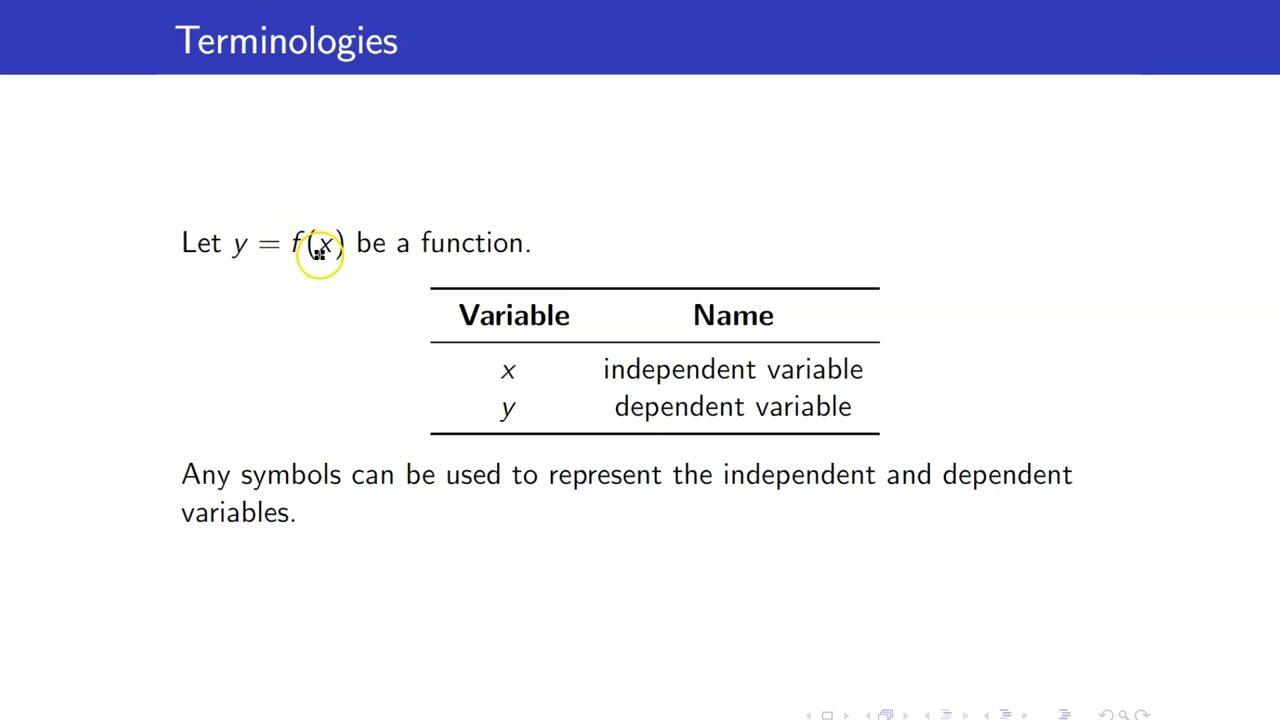 Terminologies
Let y = f(x) be a function.
Variable Name
x independent variable
y dependent variable
Any symbols can be used to represent the independent and dependent
variables.